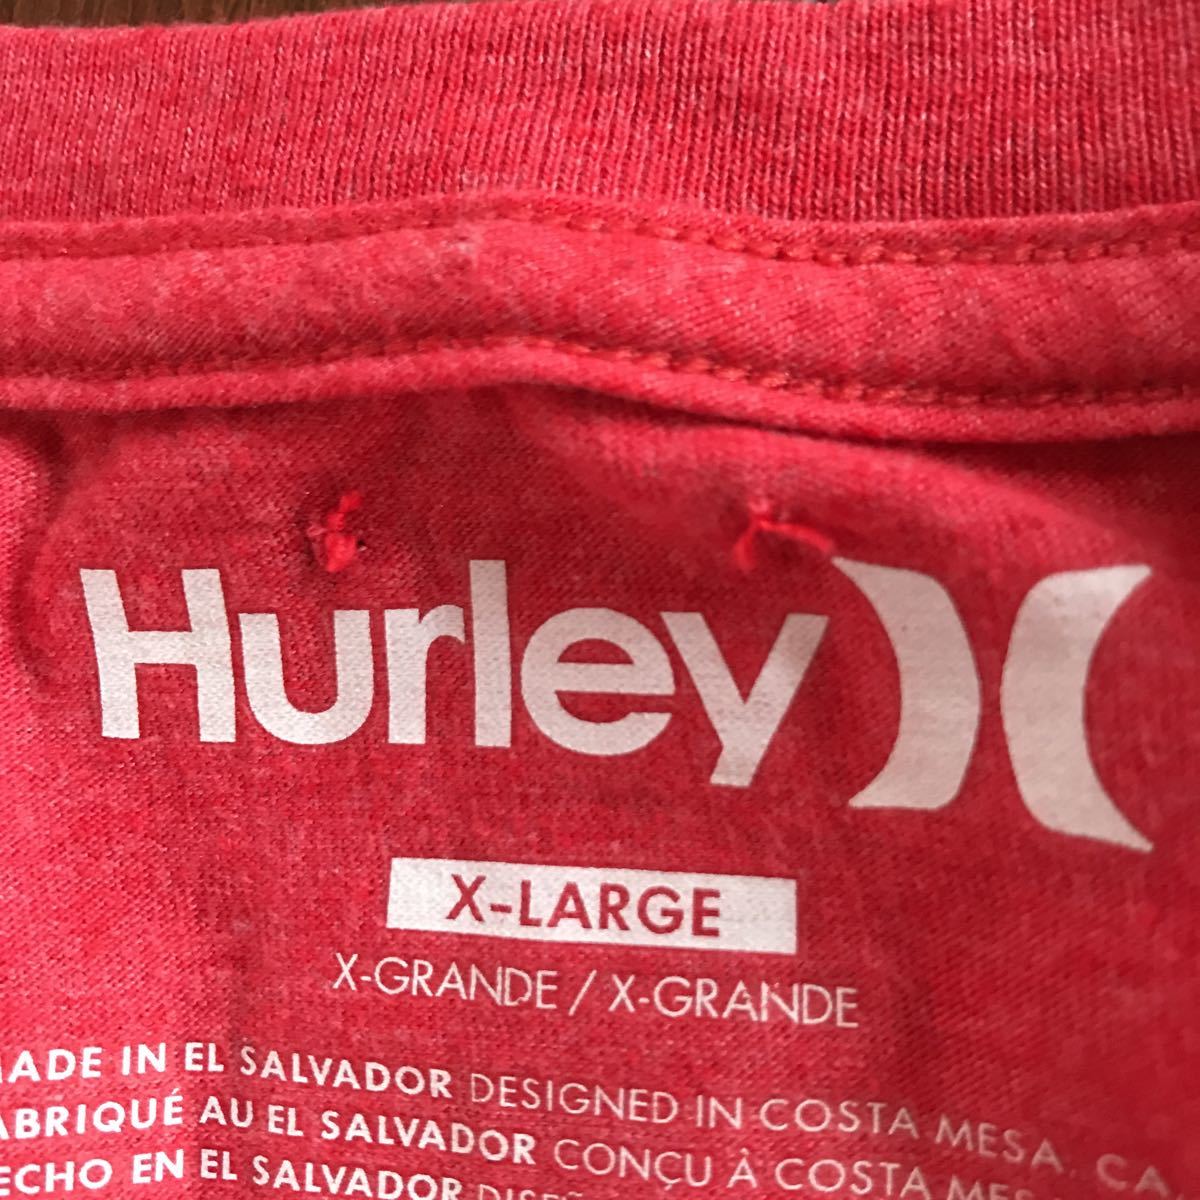 Hurley
X-LARGE
X-GRANDE / X-GRANDE
MADE IN EL SALVADOR DESIGNED IN COSTA MESA, CA
FABRIQUÉ AU EL SALVADOR CONÇU À COSTA
HECHO EN EL SALVADOR